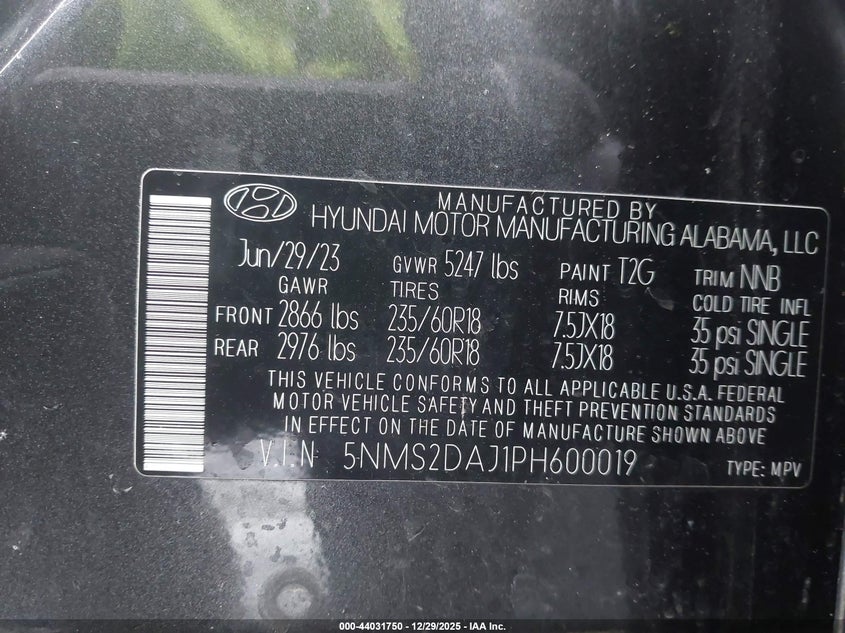 MANUFACTURED BY
HYUNDAI MOTOR MANUFACTURING ALABAMA, LLC
Jun/29/23 GVWR 5247 lbs PAINT T2G TRIM NNB
GAWR TIRES RIMS COLD TIRE INFL
FRONT 2866 lbs 235/60R18 7.5JX18 35 psi SINGLE
REAR 2976 lbs 235/60R18 7.5JX18 35 psi SINGLE
THIS VEHICLE CONFORMS TO ALL APPLICABLE U.S.A. FEDERAL
MOTOR VEHICLE SAFETY AND THEFT PREVENTION STANDARDS
IN EFFECT ON THE DATE OF MANUFACTURE SHOWN ABOVE
V.I.N 5NMS2DAJ1PH600019 TYPE: MPV
000-44031750 - 12/29/2025 - IAA Inc.